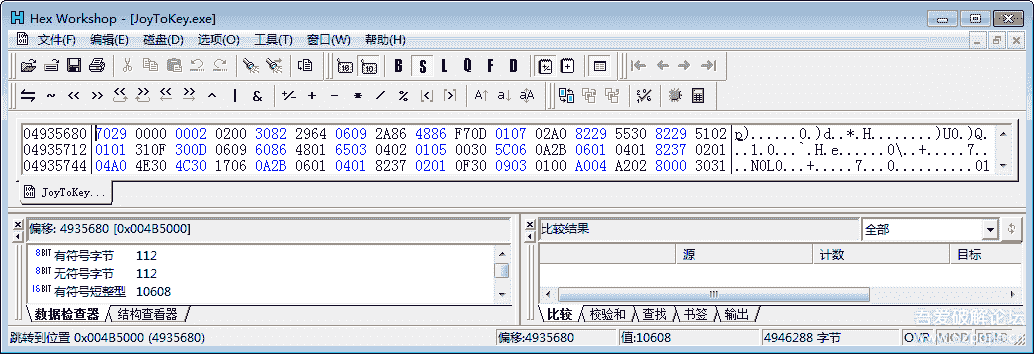 Hex Workshop - [JoyToKey.exe]
文件(F) 编辑(E) 磁盘(D) 选项(O) 工具(T) 窗口(W) 帮助(H)
B S L Q F D
04935680 7029 0000 0002 0200 3082 2964 0609 2A86 4886 F70D 0107 02A0 8229 5530 8229 5102 p)......0.)d..*.H........)U0.)Q.
04935712 0101 310F 300D 0609 6086 4801 6503 0402 0105 0030 5C06 0A2B 0601 0401 8237 0201 ..1.0...`.H.e......0\..+.....7..
04935744 04A0 4E30 4C30 1706 0A2B 0601 0401 8237 0201 0F30 0903 0100 A004 A202 8000 3031 ..N0L0...+.....7...0..........01
JoyToKey...
偏移: 4935680 [0x004B5000]
比较结果
全部
8BIT 有符号字节 112
8BIT 无符号字节 112
16BIT 有符号短整型 10608
源 计数 目标
数据检查器 结构查看器
比较 校验和 查找 书签 输出
吾爱破解论坛
跳转到位置 0x004B5000 (4935680)
偏移:4935680
值:10608
4946288 字节
OVR MOD READ